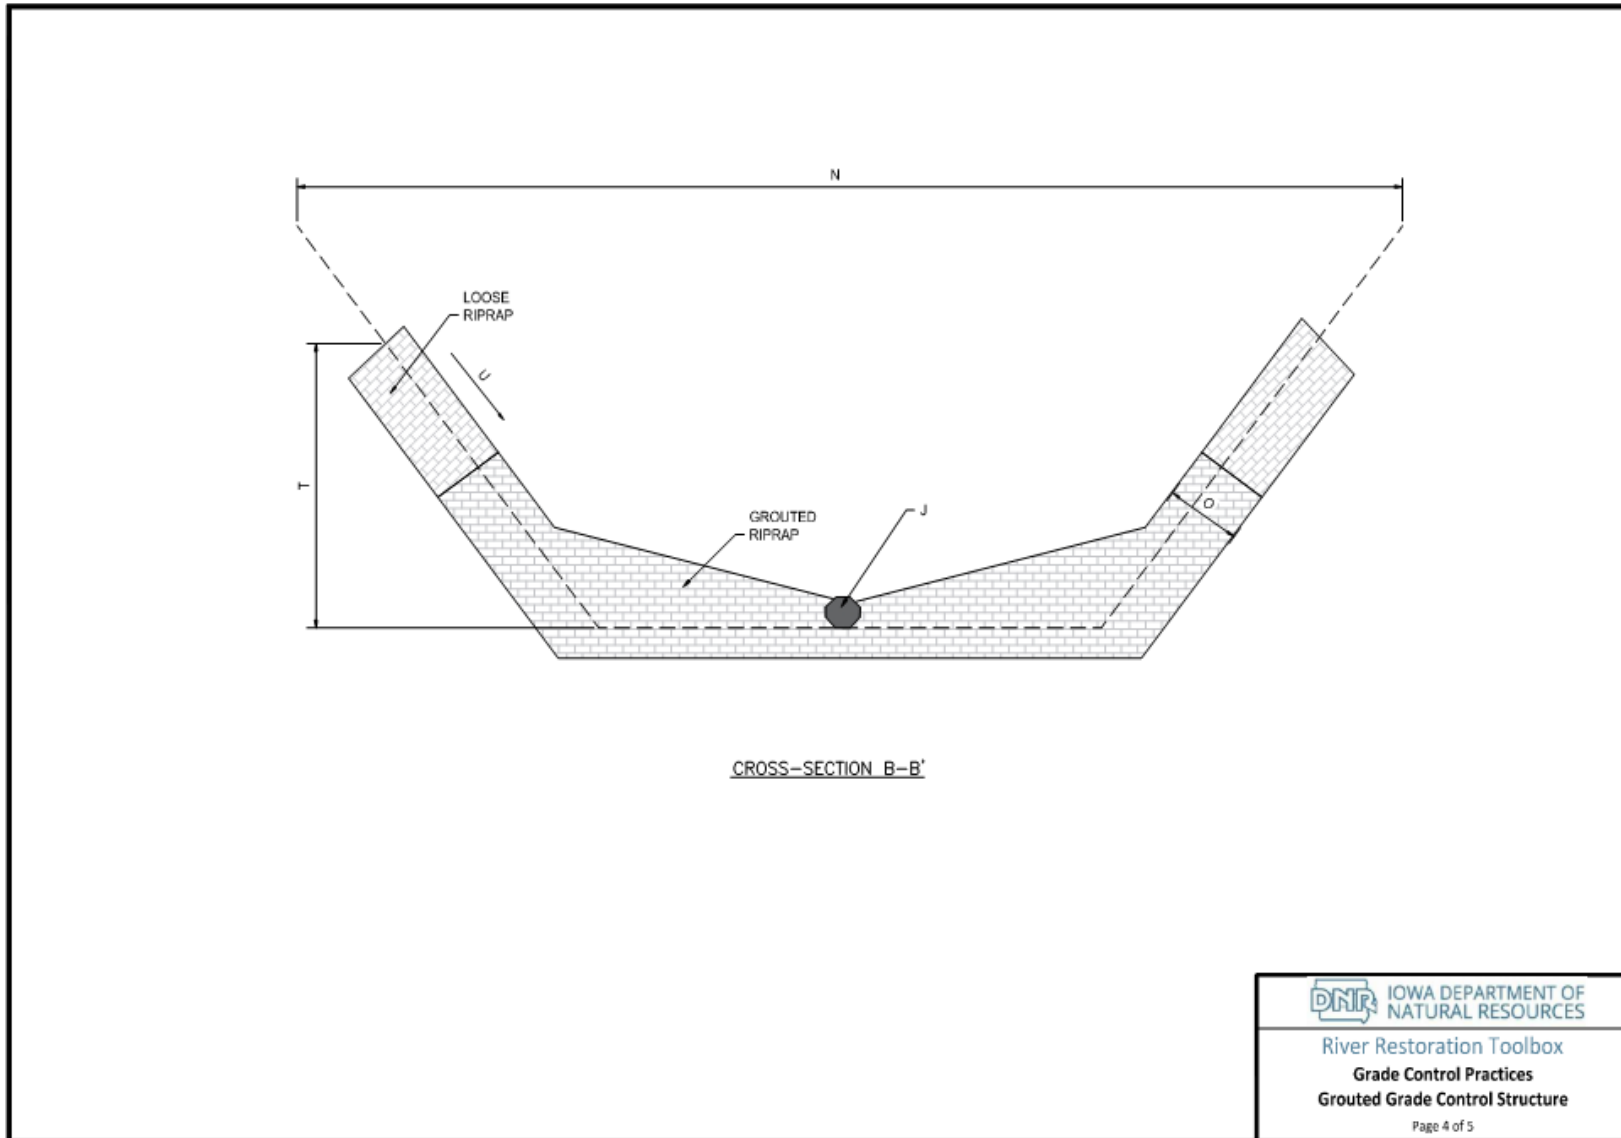 N
LOOSE
RIPRAP
U
T
O
GROUTED
RIPRAP
J
CROSS-SECTION B-B'
DNR IOWA DEPARTMENT OF
NATURAL RESOURCES
River Restoration Toolbox
Grade Control Practices
Grouted Grade Control Structure
Page 4 of 5